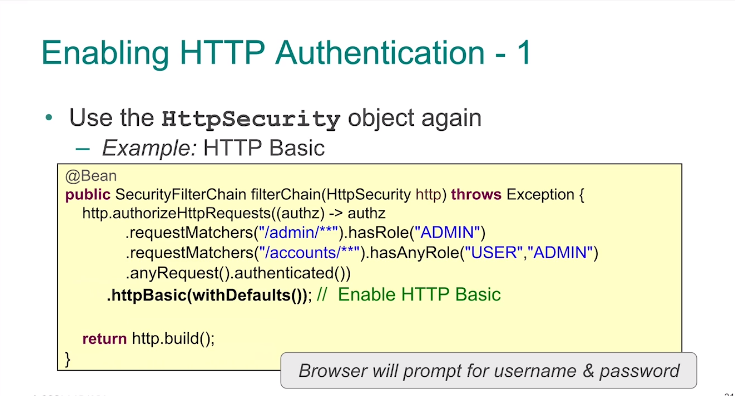 Enabling HTTP Authentication - 1
• Use the HttpSecurity object again
– Example: HTTP Basic
@Bean
public SecurityFilterChain filterChain(HttpSecurity http) throws Exception {
http.authorizeHttpRequests((authz) -> authz
.requestMatchers("/admin/**").hasRole("ADMIN")
.requestMatchers("/accounts/**").hasAnyRole("USER","ADMIN")
.anyRequest().authenticated())
.httpBasic(withDefaults()); // Enable HTTP Basic
return http.build();
}
Browser will prompt for username & password